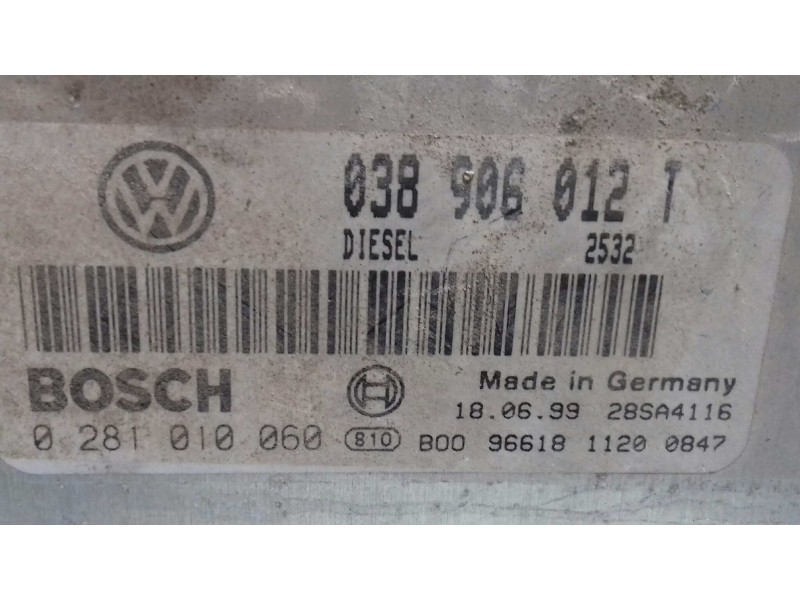 038 906 012 T
DIESEL 2532
BOSCH Made in Germany
18.06.99 28SA4116
0 281 010 060 810 B00 96618 1120 0847